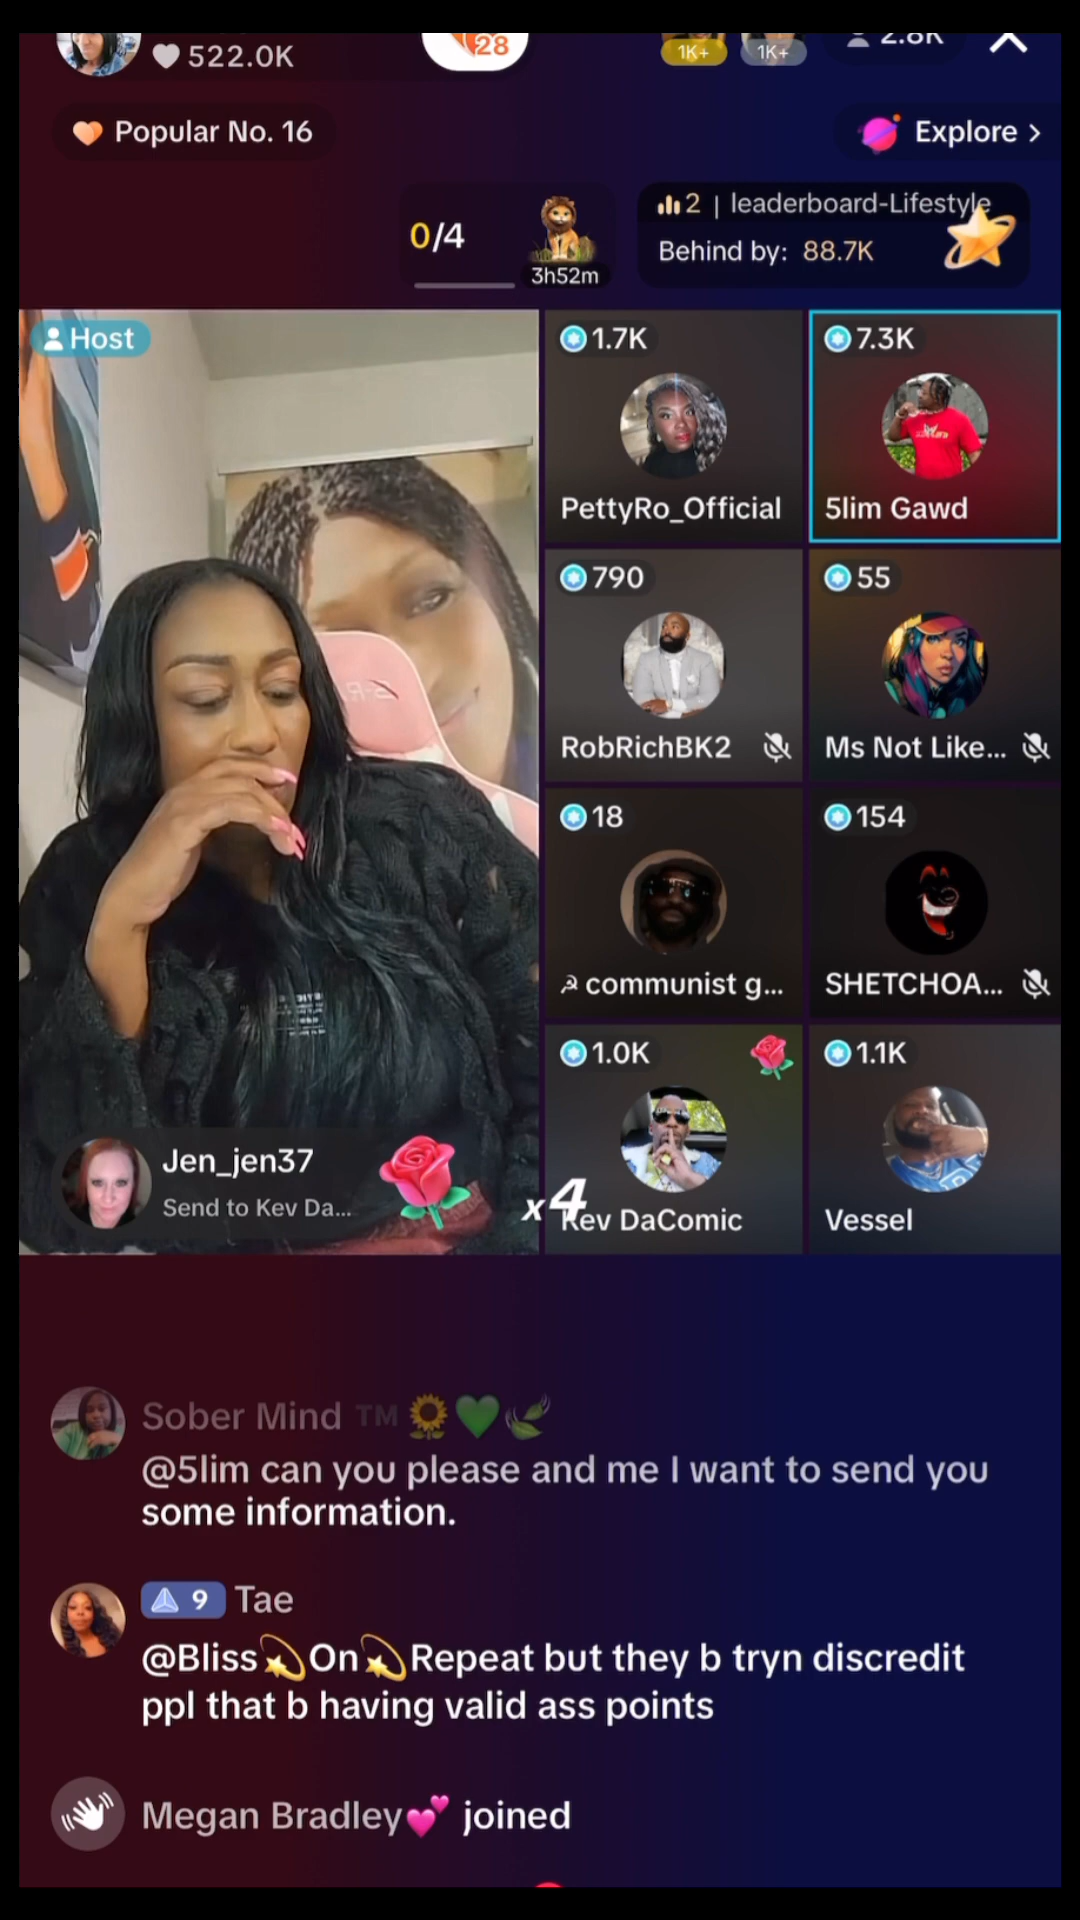 522.0K
28
1K+
1K+
2.8K
Popular No. 16
Explore >
0/4
3h52m
2 | leaderboard-Lifestyle
Behind by: 88.7K
Host
1.7K
PettyRo_Official
7.3K
5lim Gawd
790
RobRichBK2
55
Ms Not Like...
18
☭ communist g...
154
SHETCHOA...
1.0K
Kev DaComic
1.1K
Vessel
Jen_jen37
Send to Kev Da...
x4
Sober Mind ™🌻💚🍃
@5lim can you please and me I want to send you
some information.
9 Tae
@Bliss💫On💫Repeat but they b tryn discredit
ppl that b having valid ass points
Megan Bradley💕 joined